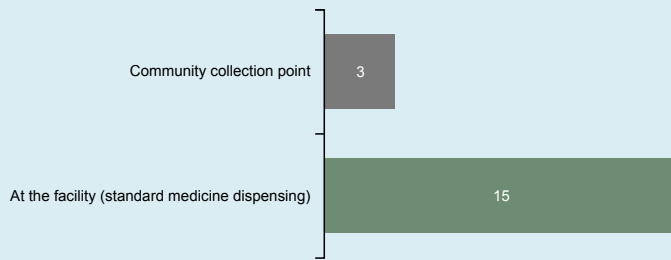 Community collection point
3
At the facility (standard medicine dispensing)
15